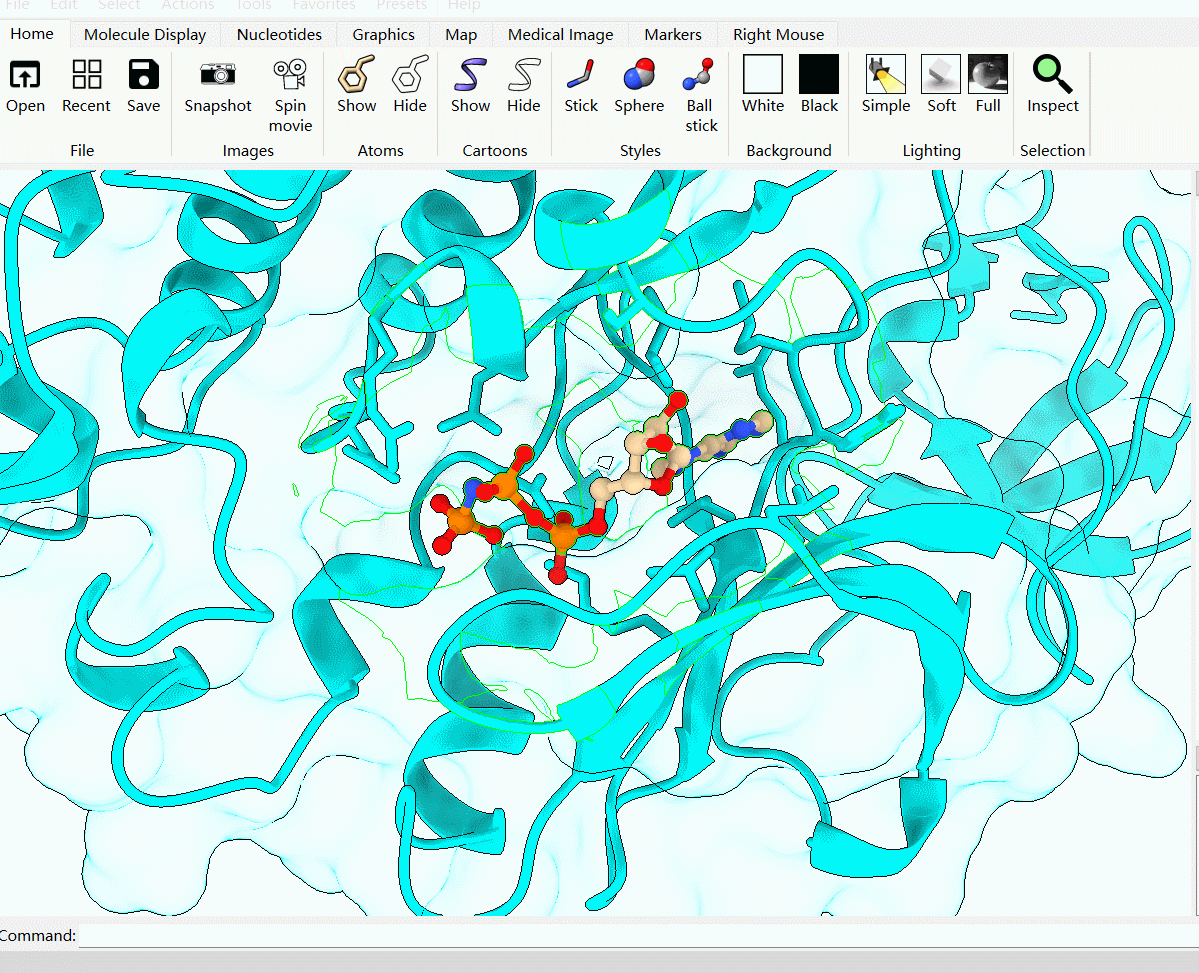 File Edit Select Actions Tools Favorites Presets Help
Home Molecule Display Nucleotides Graphics Map Medical Image Markers Right Mouse
Open Recent Save Snapshot Spin movie Show Hide Show Hide Stick Sphere Ball stick White Black Simple Soft Full Inspect
File Images Atoms Cartoons Styles Background Lighting Selection
Command: